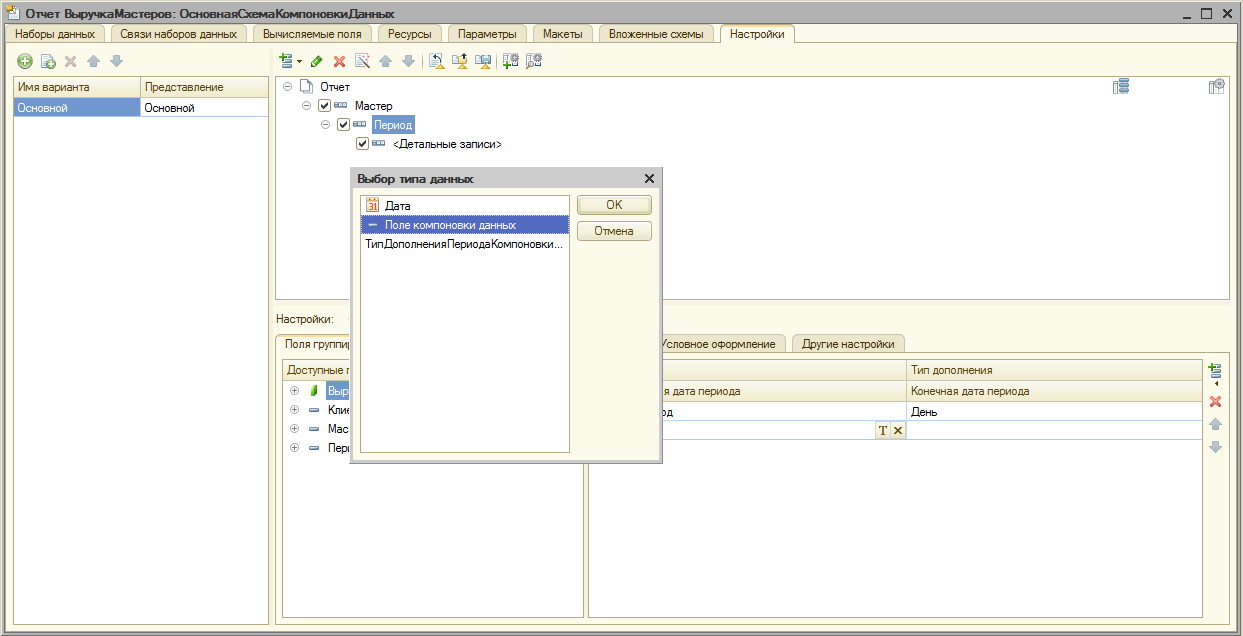 Отчет ВыручкаМастеров: ОсновнаяСхемаКомпоновкиДанных
Наборы данных Связи наборов данных Вычисляемые поля Ресурсы Параметры Макеты Вложенные схемы Настройки
Имя варианта Представление
Основной Основной
Отчет
Мастер
Период
<Детальные записи>
Выбор типа данных
Дата
Поле компоновки данных
ТипДополненияПериодаКомпоновки...
OK
Отмена
Настройки:
Поля группир Условное оформление Другие настройки
Доступные п Тип дополнения
Выр я дата периода Конечная дата периода
Клие од День
Мас T
Пери